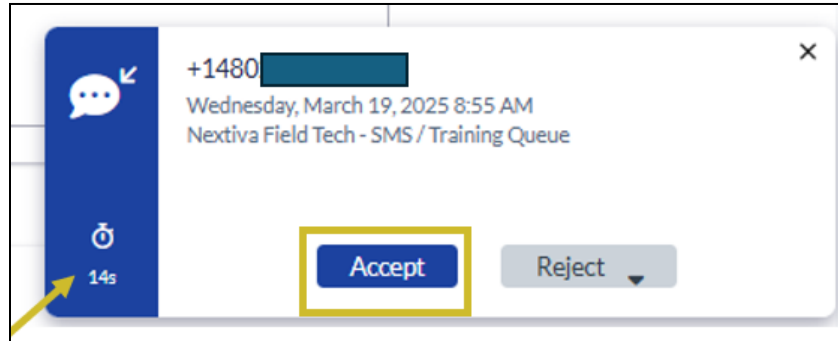 +1480
Wednesday, March 19, 2025 8:55 AM
Nextiva Field Tech - SMS / Training Queue
14s
Accept
Reject